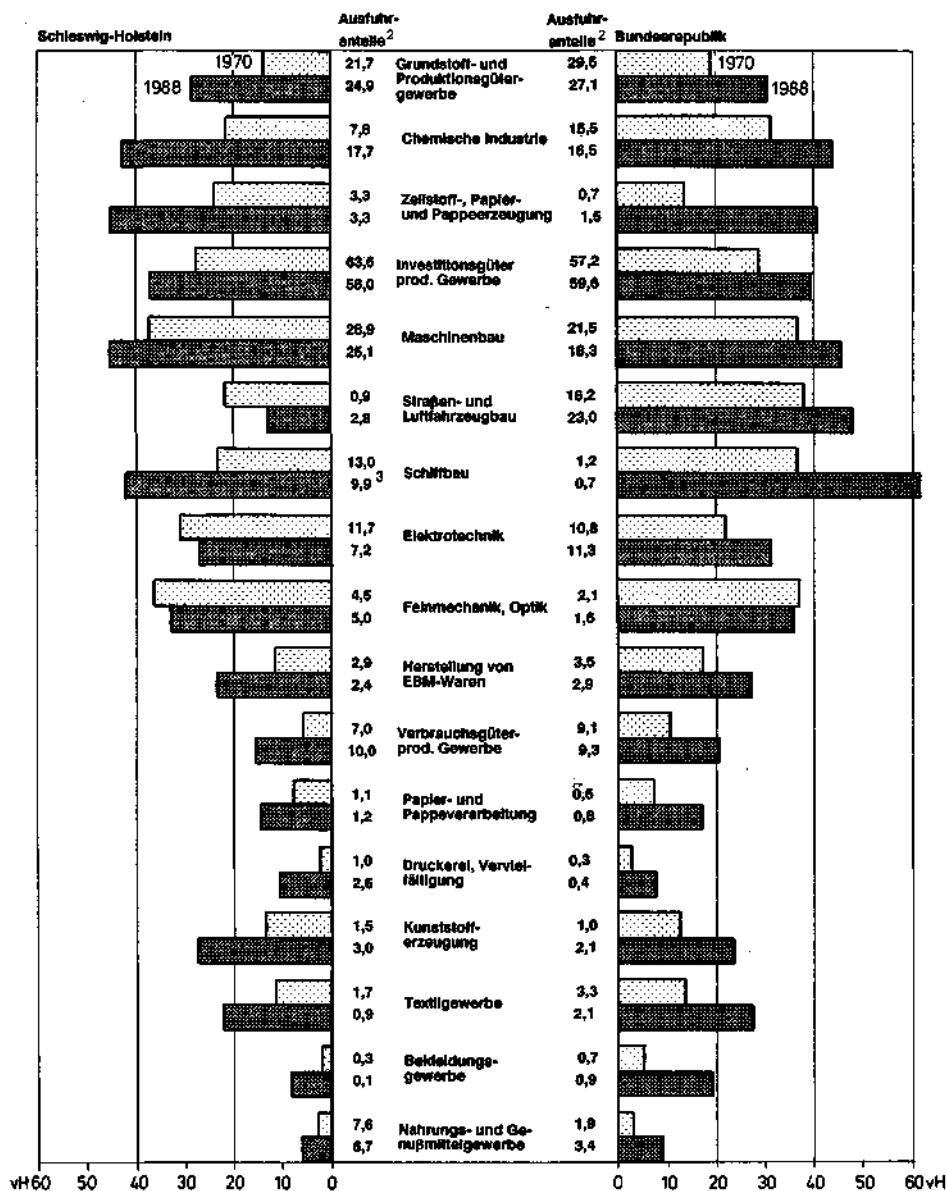 Schleswig-Holstein
Ausfuhr-
anteile²
Ausfuhr-
anteile²
Bundesrepublik
1970
1988
21,7
24,9
Grundstoff- und
Produktionsgüter-
gewerbe
29,5
27,1
1970
1988
7,8
17,7
Chemische Industrie
15,5
16,5
3,3
3,3
Zellstoff-, Papier-
und Pappeerzeugung
0,7
1,5
63,6
58,0
Investitionsgüter
prod. Gewerbe
57,2
59,6
26,9
25,1
Maschinenbau
21,5
18,3
0,9
2,8
Straßen- und
Luftfahrzeugbau
16,2
23,0
13,0
9,9 3
Schiffbau
1,2
0,7
11,7
7,2
Elektrotechnik
10,8
11,3
4,5
5,0
Feinmechanik, Optik
2,1
1,6
2,9
2,4
Herstellung von
EBM-Waren
3,5
2,9
7,0
10,0
Verbrauchsgüter-
prod. Gewerbe
9,1
9,3
1,1
1,2
Papier- und
Pappeverarbeitung
0,5
0,8
1,0
2,6
Druckerei, Verviel-
fältigung
0,3
0,4
1,5
3,0
Kunststoff-
erzeugung
1,0
2,1
1,7
0,9
Textilgewerbe
3,3
2,1
0,3
0,1
Bekleidungs-
gewerbe
0,7
0,9
7,6
6,7
Nahrungs- und Ge-
nußmittelgewerbe
1,9
3,4
vH 60 50 40 30 20 10 0
0 10 20 30 40 50 60 vH